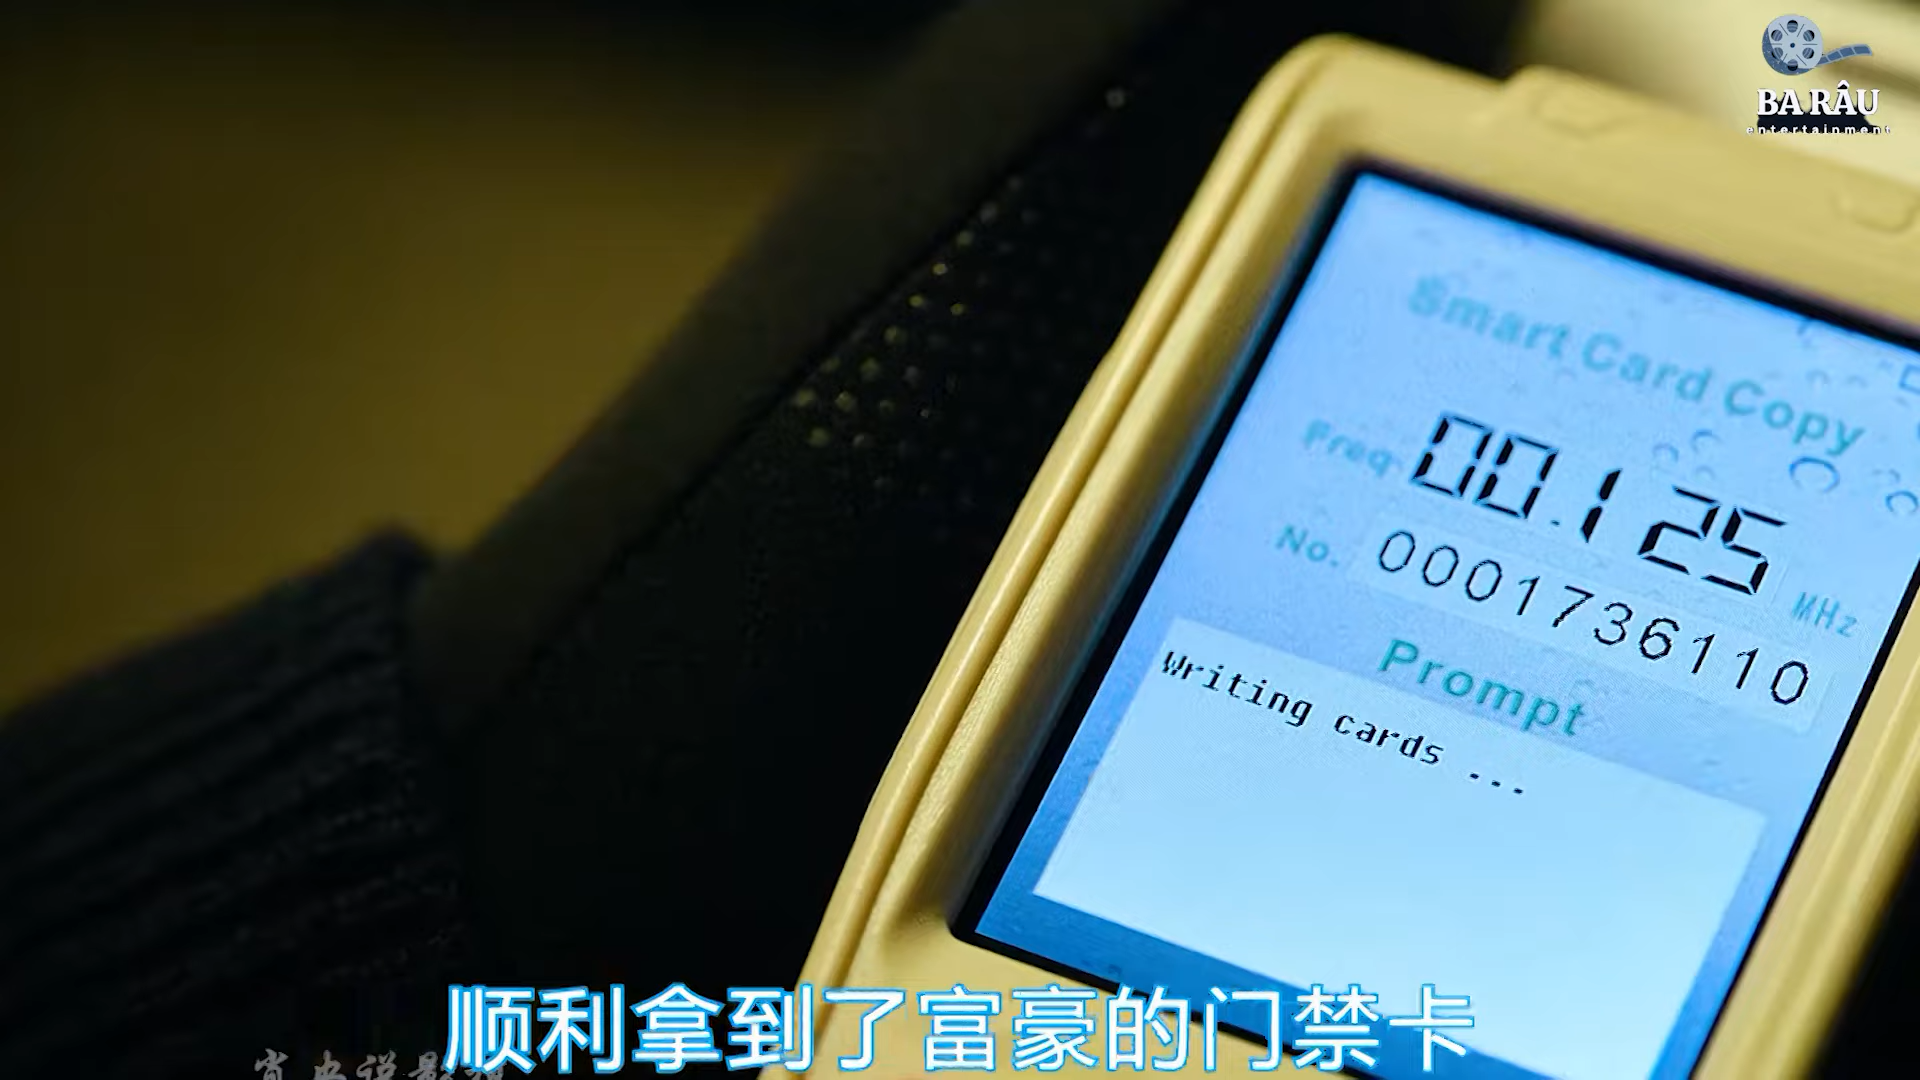 BA RÂU
entertainment
Smart Card Copy
Freq 00.125 MHz
No. 0001736110
Prompt
Writing cards ...
顺利拿到了富豪的门禁卡